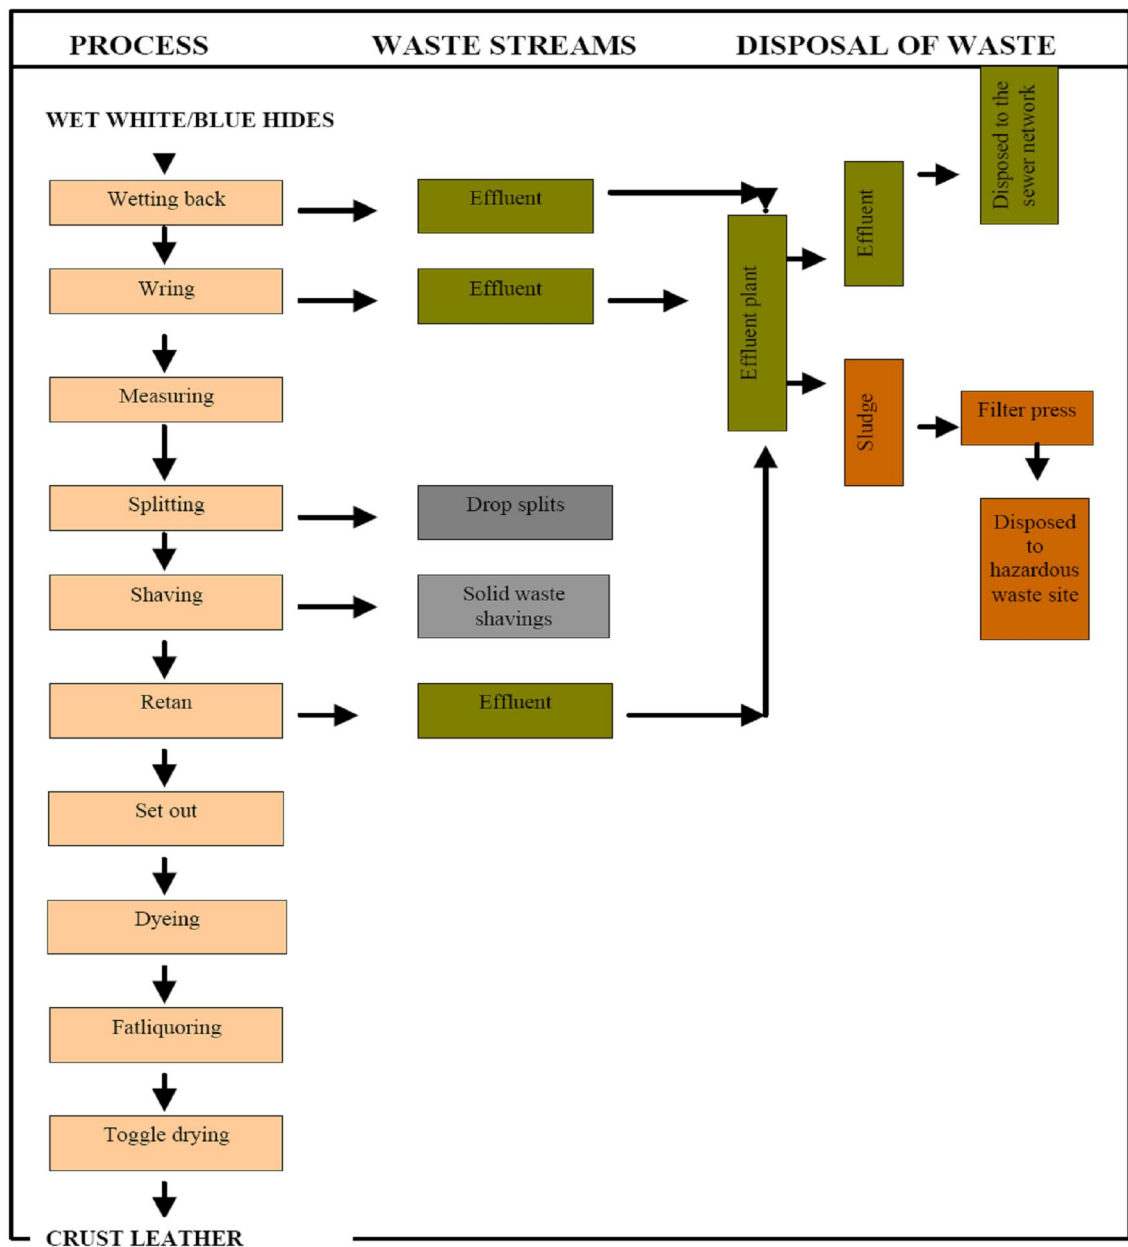 PROCESS
WASTE STREAMS
DISPOSAL OF WASTE
WET WHITE/BLUE HIDES
Wetting back
Effluent
Wring
Effluent
Measuring
Splitting
Drop splits
Shaving
Solid waste
shavings
Retan
Effluent
Set out
Dyeing
Fatliquoring
Toggle drying
CRUST LEATHER
Effluent plant
Effluent
Disposed to the
sewer network
Sludge
Filter press
Disposed
to
hazardous
waste site